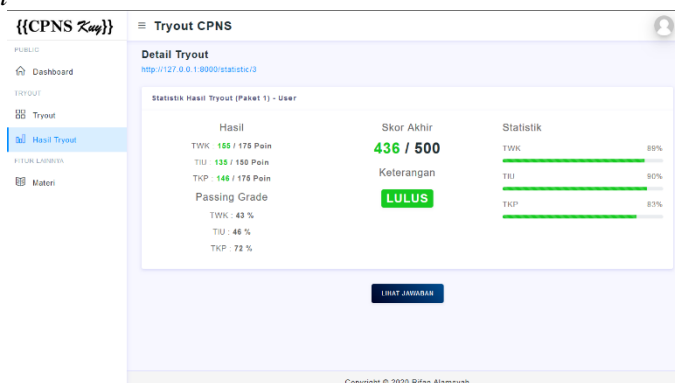 {{CPNS Kuy}}
≡ Tryout CPNS
PUBLIC
Dashboard
TRYOUT
Tryout
Hasil Tryout
FITUR LAINNYA
Materi
Detail Tryout
http://127.0.0.1:8000/statistic/3
Statistik Hasil Tryout (Paket 1) - User
Hasil
TWK : 155 / 175 Poin
TIU : 135 / 150 Poin
TKP : 146 / 175 Poin
Passing Grade
TWK : 43 %
TIU : 46 %
TKP : 72 %
Skor Akhir
436 / 500
Keterangan
LULUS
Statistik
TWK 89%
TIU 90%
TKP 83%
LIHAT JAWABAN
Copyright © 2020 Rifan Alamsyah